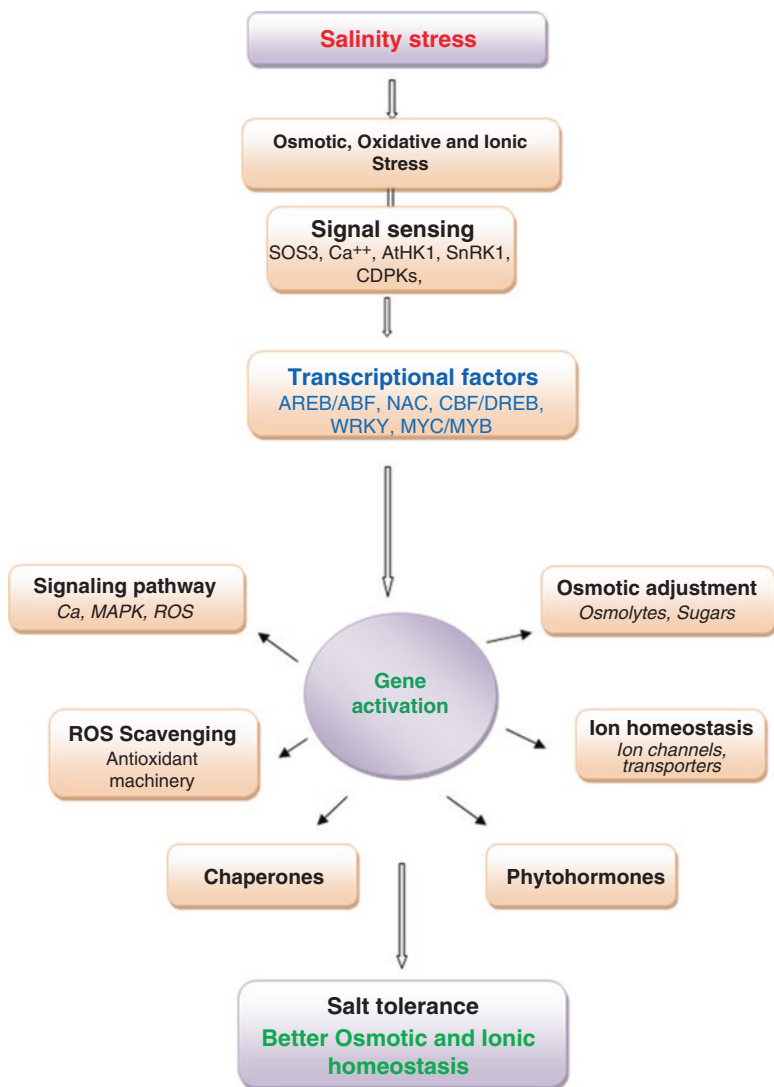 Salinity stress
Osmotic, Oxidative and Ionic
Stress
Signal sensing
SOS3, Ca++, AtHK1, SnRK1,
CDPKs,
Transcriptional factors
AREB/ABF, NAC, CBF/DREB,
WRKY, MYC/MYB
Signaling pathway
Ca, MAPK, ROS
Osmotic adjustment
Osmolytes, Sugars
Gene
activation
ROS Scavenging
Antioxidant
machinery
Ion homeostasis
Ion channels,
transporters
Chaperones
Phytohormones
Salt tolerance
Better Osmotic and Ionic
homeostasis